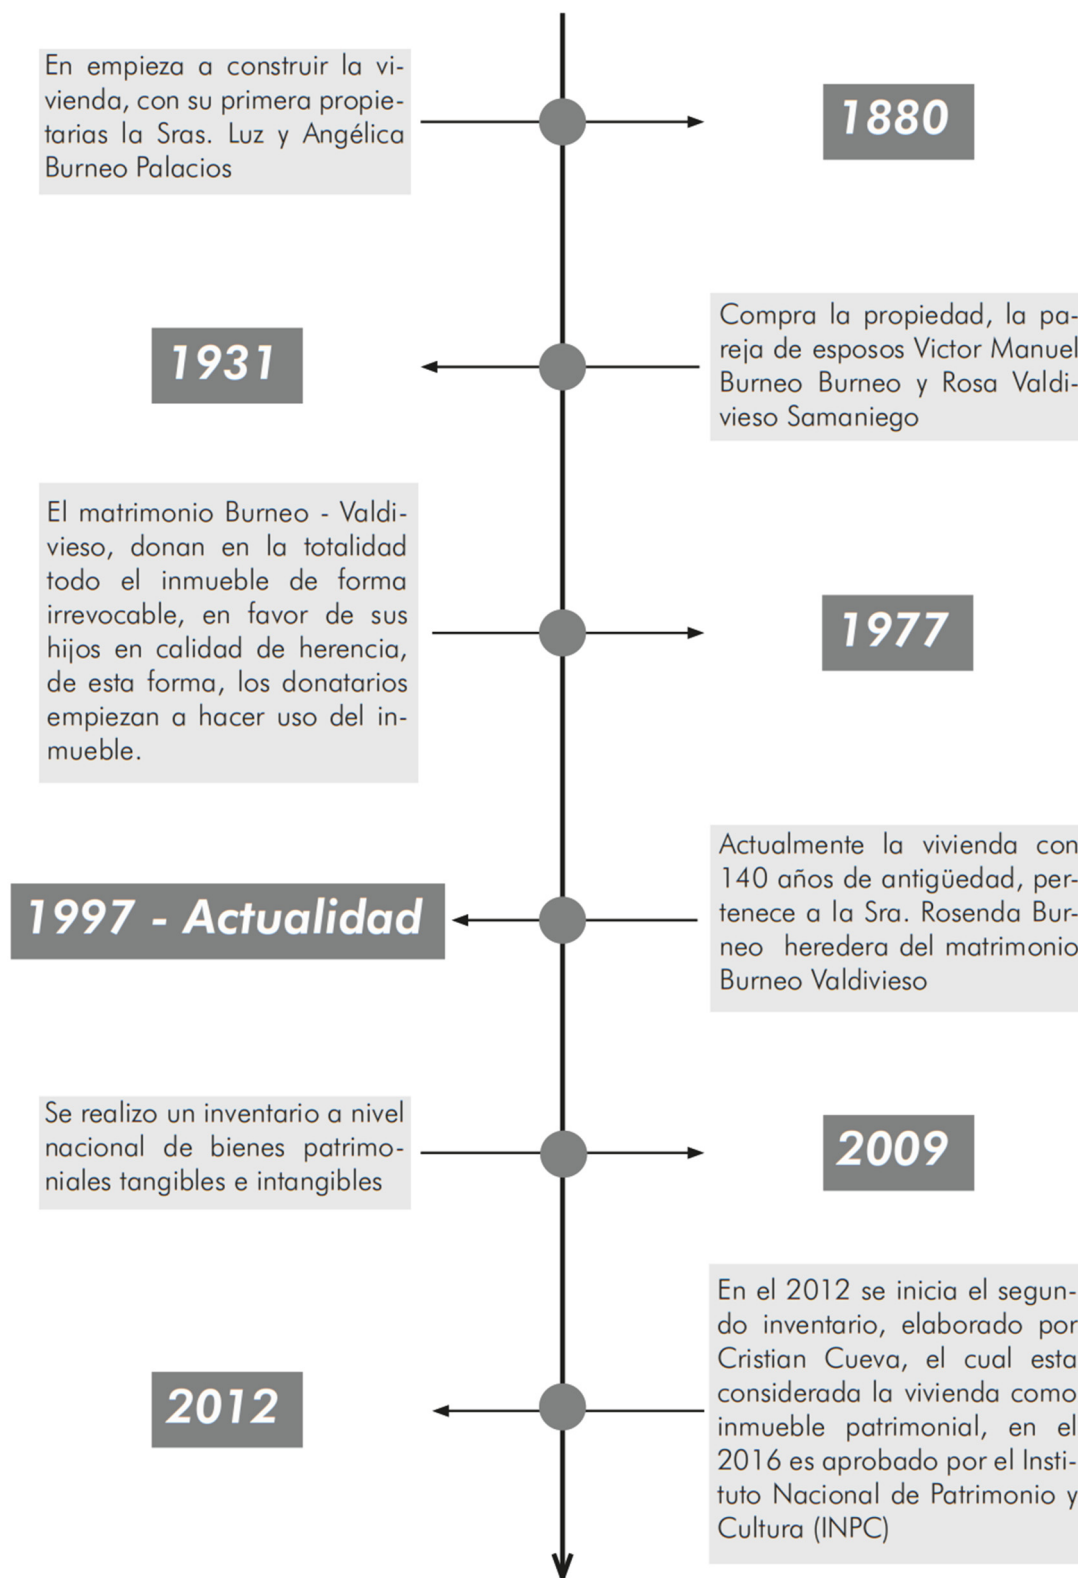 En empieza a construir la vi-
vienda, con su primera propie-
tarias la Sras. Luz y Angélica
Burneo Palacios
1880
1931
Compra la propiedad, la pa-
reja de esposos Victor Manuel
Burneo Burneo y Rosa Valdi-
vieso Samaniego
El matrimonio Burneo - Valdi-
vieso, donan en la totalidad
todo el inmueble de forma
irrevocable, en favor de sus
hijos en calidad de herencia,
de esta forma, los donatarios
empiezan a hacer uso del in-
mueble.
1977
1997 - Actualidad
Actualmente la vivienda con
140 años de antigüedad, per-
tenece a la Sra. Rosenda Bur-
neo heredera del matrimonio
Burneo Valdivieso
Se realizo un inventario a nivel
nacional de bienes patrimo-
niales tangibles e intangibles
2009
2012
En el 2012 se inicia el segun-
do inventario, elaborado por
Cristian Cueva, el cual esta
considerada la vivienda como
inmueble patrimonial, en el
2016 es aprobado por el Insti-
tuto Nacional de Patrimonio y
Cultura (INPC)